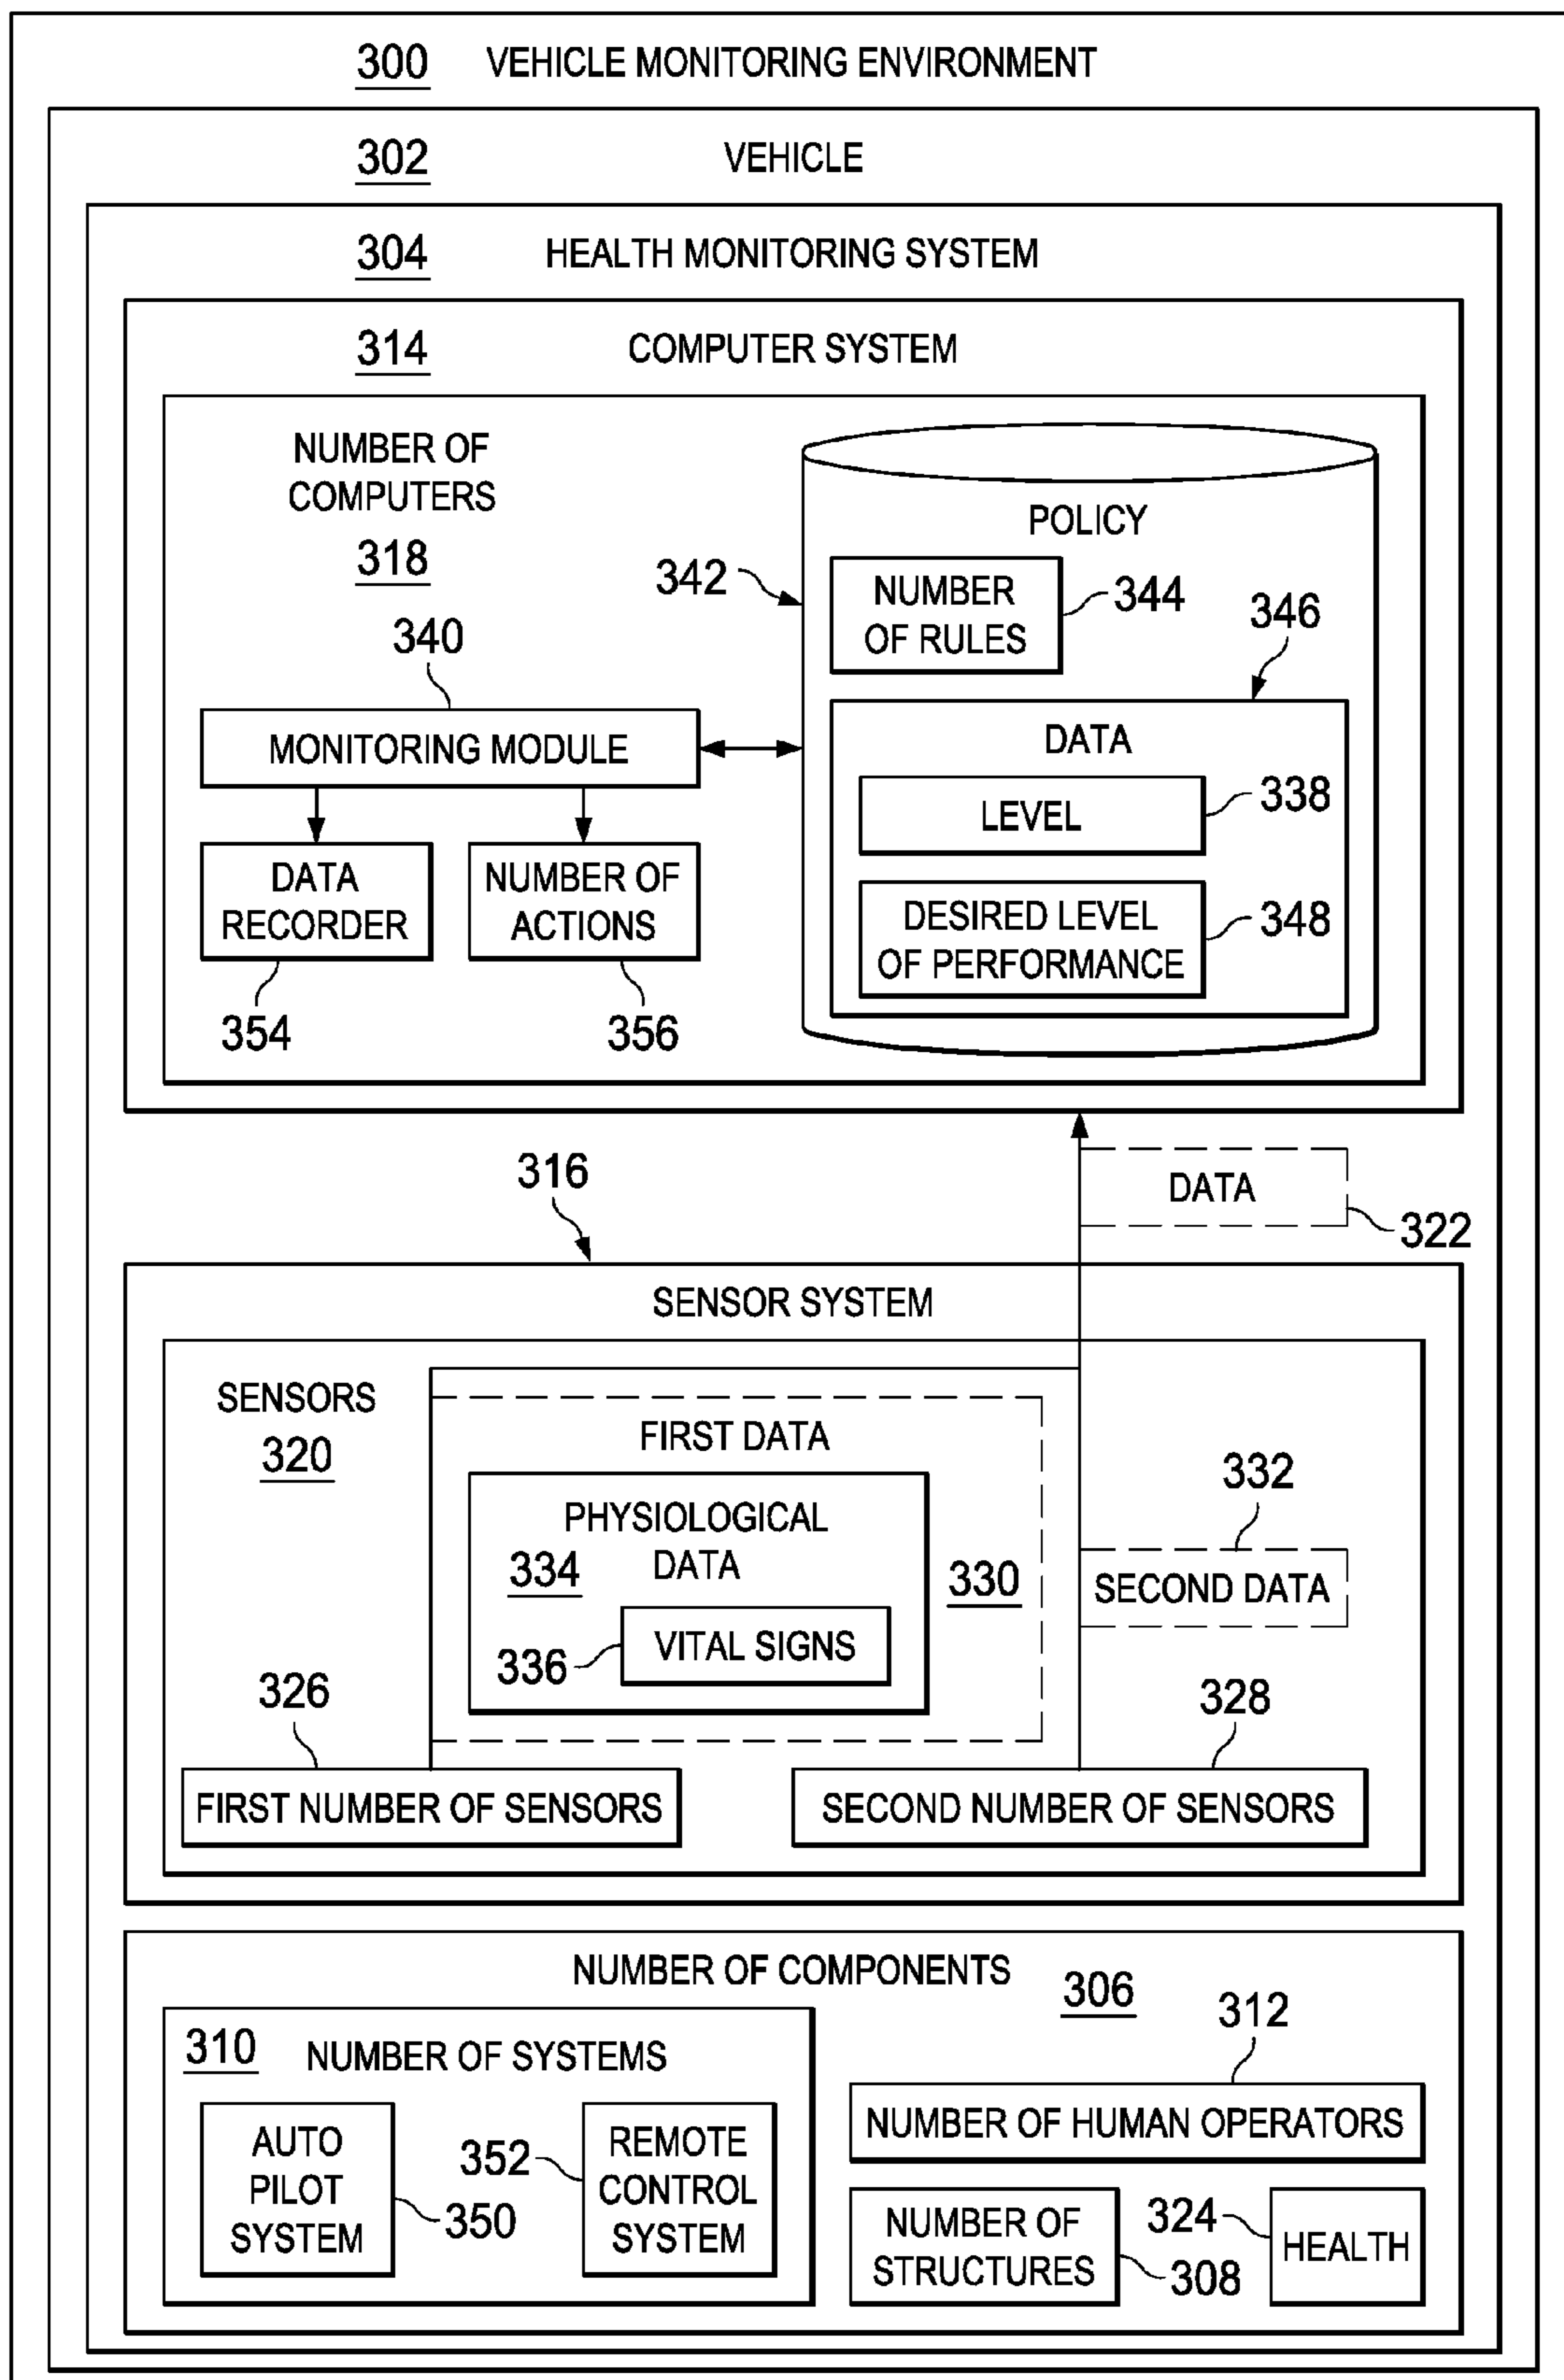 300 VEHICLE MONITORING ENVIRONMENT
302 VEHICLE
304 HEALTH MONITORING SYSTEM
314 COMPUTER SYSTEM
NUMBER OF
COMPUTERS
318
POLICY
342
NUMBER
OF RULES
344
346
340
MONITORING MODULE
DATA
LEVEL
338
DATA
RECORDER
NUMBER OF
ACTIONS
DESIRED LEVEL
OF PERFORMANCE
348
354
356
316
DATA
322
SENSOR SYSTEM
SENSORS
320
FIRST DATA
332
PHYSIOLOGICAL
DATA
334
330
SECOND DATA
336
VITAL SIGNS
326
328
FIRST NUMBER OF SENSORS
SECOND NUMBER OF SENSORS
NUMBER OF COMPONENTS
306
312
310
NUMBER OF SYSTEMS
NUMBER OF HUMAN OPERATORS
AUTO
PILOT
SYSTEM
350
352
REMOTE
CONTROL
SYSTEM
NUMBER OF
STRUCTURES
308
324
HEALTH